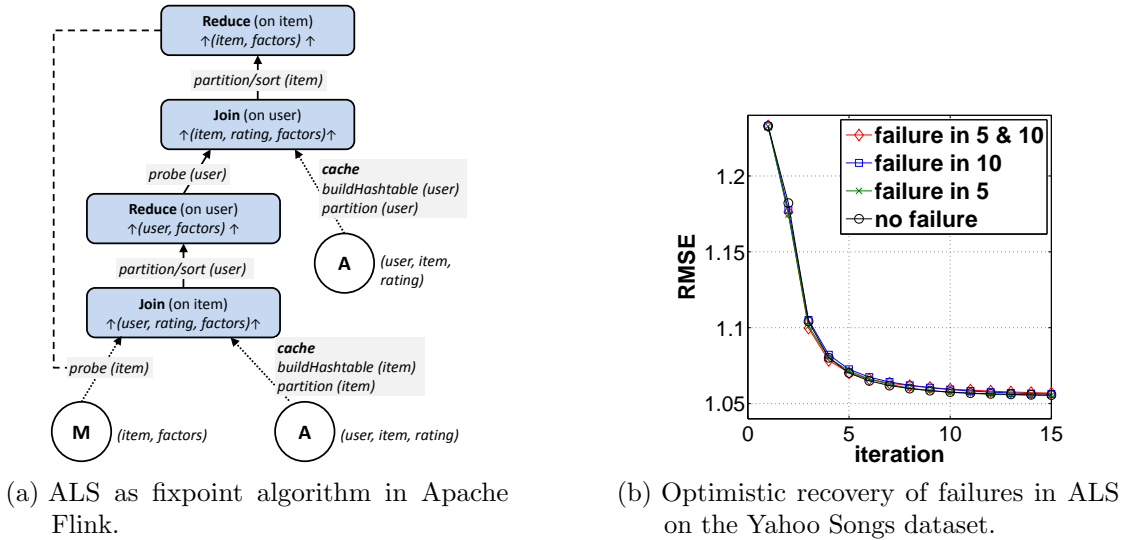 Reduce (on item)
↑(item, factors) ↑
partition/sort (item)
Join (on user)
↑(item, rating, factors)↑
cache
buildHashtable (user)
partition (user)
probe (user)
Reduce (on user)
↑(user, factors) ↑
A
(user, item,
rating)
partition/sort (user)
Join (on item)
↑(user, rating, factors)↑
cache
buildHashtable (item)
partition (item)
probe (item)
M
(item, factors)
A
(user, item, rating)
(a) ALS as fixpoint algorithm in Apache
Flink.
failure in 5 & 10
failure in 10
failure in 5
no failure
1.2
1.15
1.1
1.05
RMSE
0
5
10
15
iteration
(b) Optimistic recovery of failures in ALS
on the Yahoo Songs dataset.